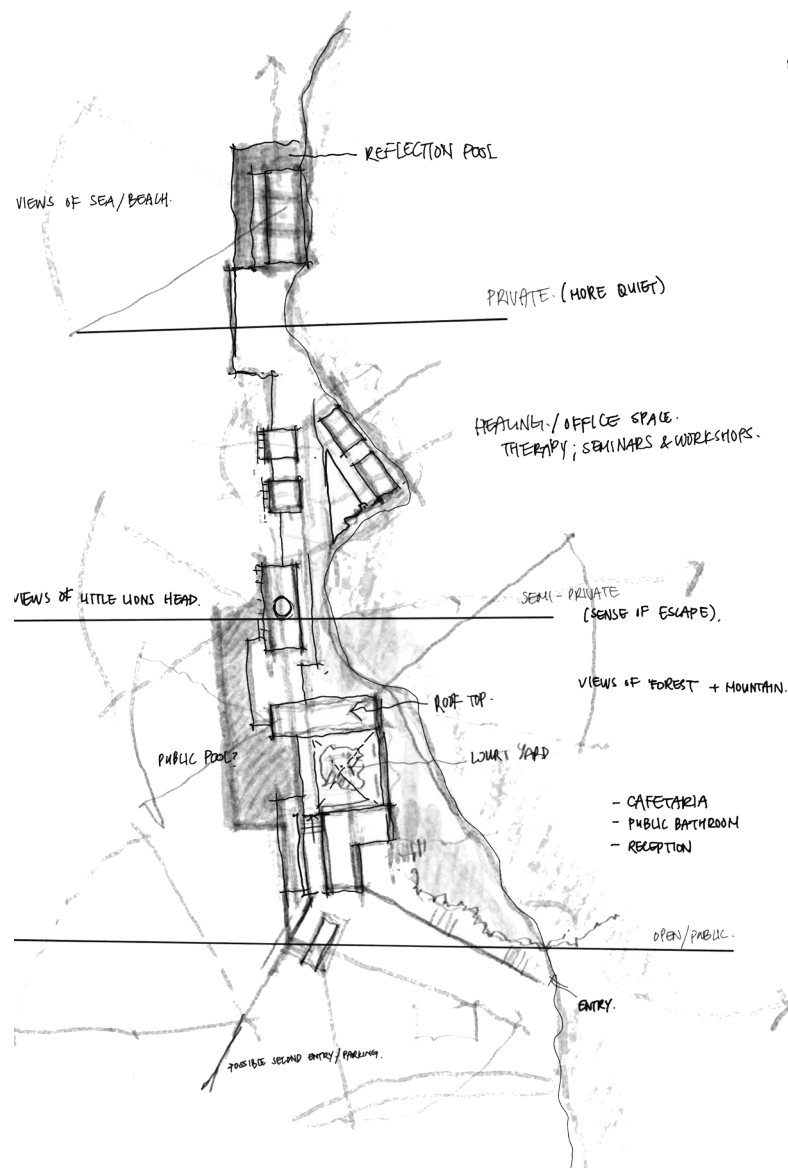 REFLECTION POOL
VIEWS OF SEA/BEACH.
PRIVATE. (MORE QUIET)
HEALING./OFFICE SPACE.
THERAPY; SEMINARS & WORKSHOPS.
VIEWS OF LITTLE LIONS HEAD.
SEMI-PRIVATE
(SENSE OF ESCAPE).
VIEWS OF FOREST + MOUNTAIN.
ROOF TOP.
PUBLIC POOL?
COURT YARD
- CAFETARIA
- PUBLIC BATHROOM
- RECEPTION
OPEN/PUBLIC.
ENTRY.
POSSIBLE SECOND ENTRY/PARKING.